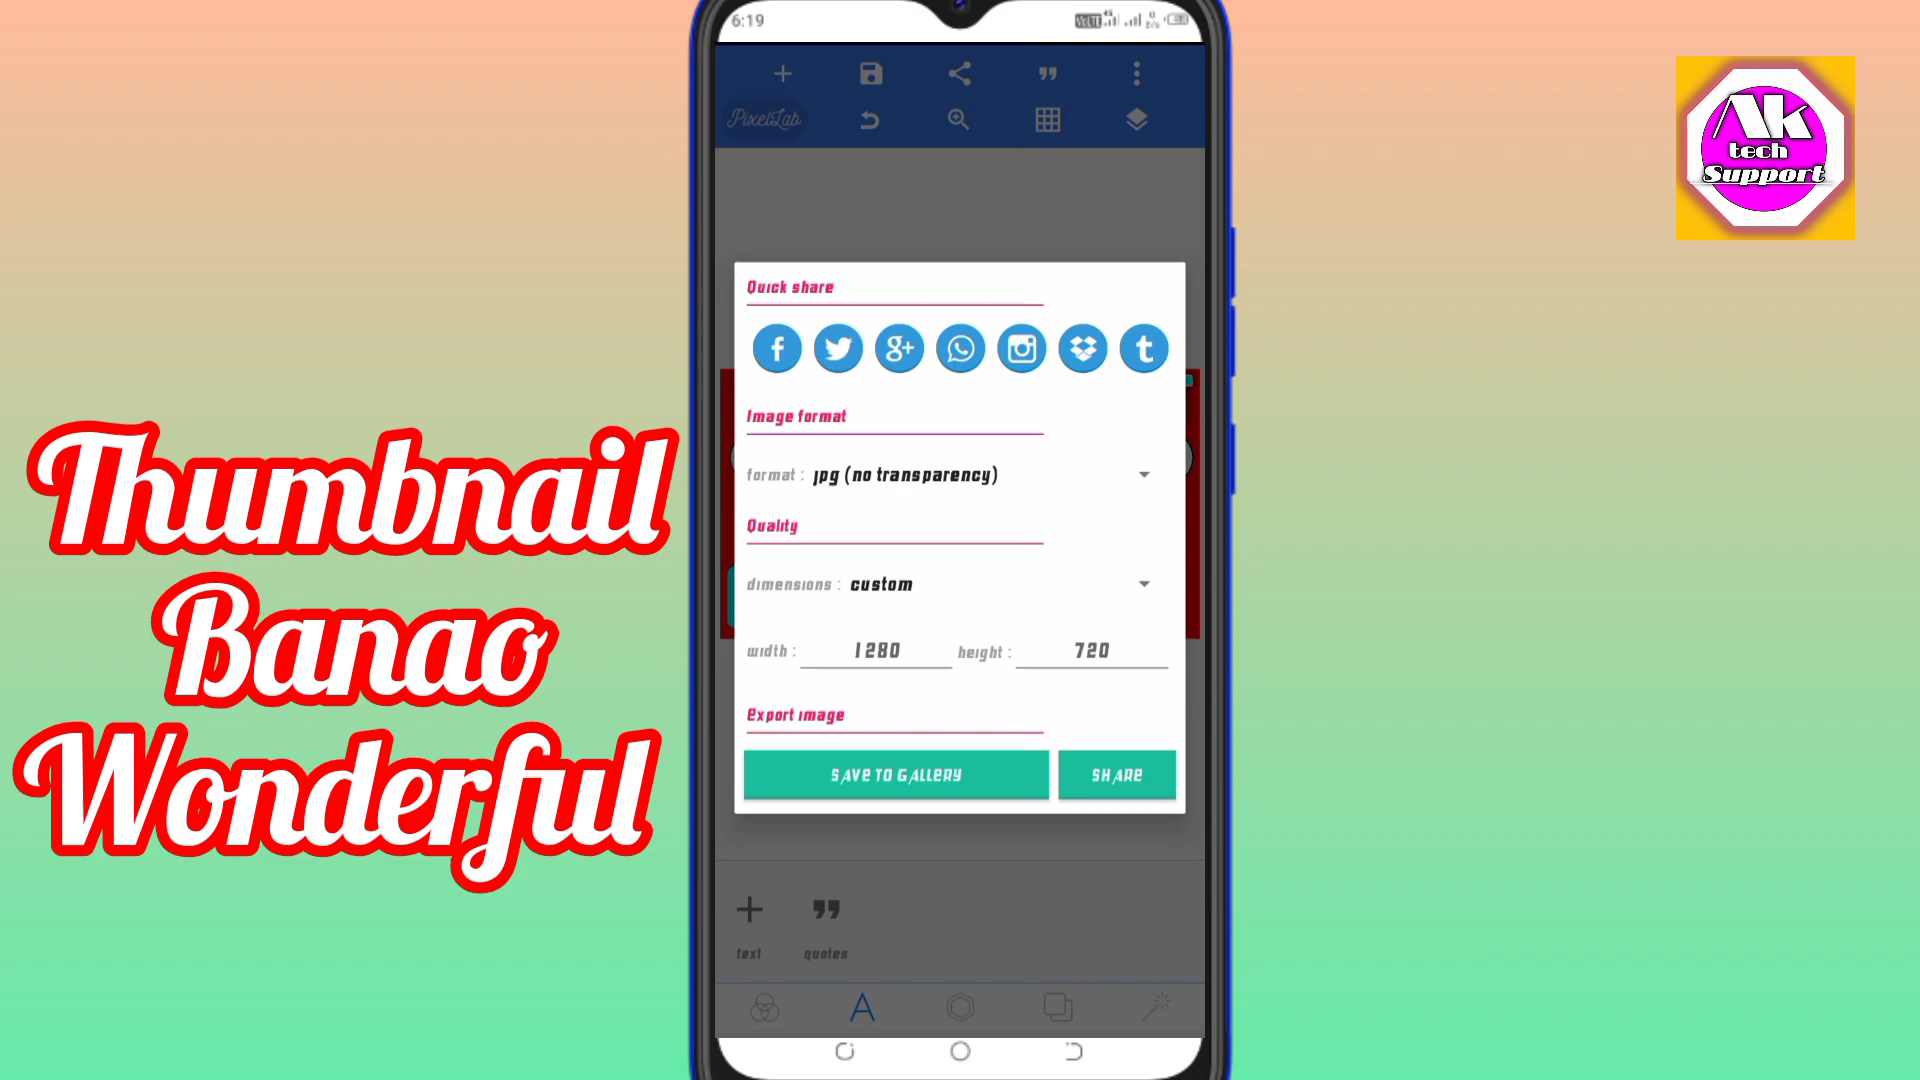 6:19
PixelLab
AK
tech
Support
Quick share
Image format
format : jpg (no transparency)
Quality
dimensions : custom
width : 1280 height : 720
Export image
SAVE TO GALLERY SHARE
Thumbnail
Banao
Wonderful
text quotes